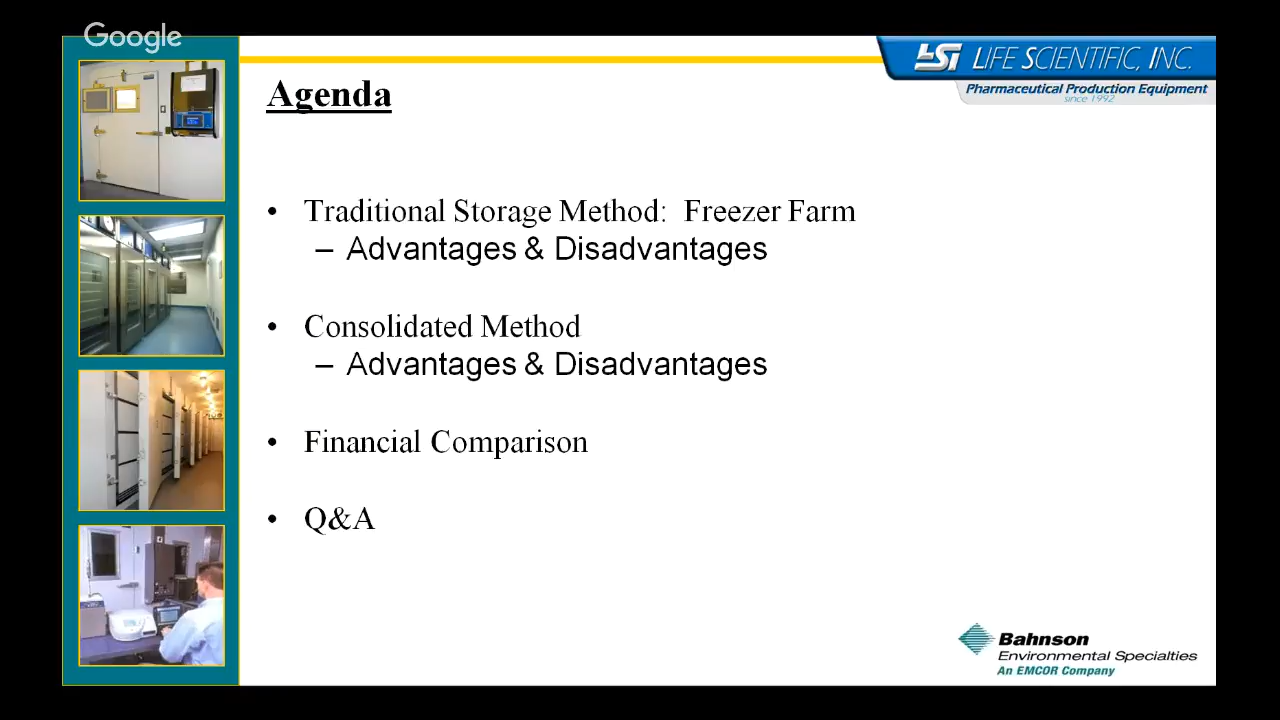 Google
LSI LIFE SCIENTIFIC, INC.
Pharmaceutical Production Equipment
since 1992
Agenda
• Traditional Storage Method: Freezer Farm
– Advantages & Disadvantages
• Consolidated Method
– Advantages & Disadvantages
• Financial Comparison
• Q&A
Bahnson
Environmental Specialties
An EMCOR Company